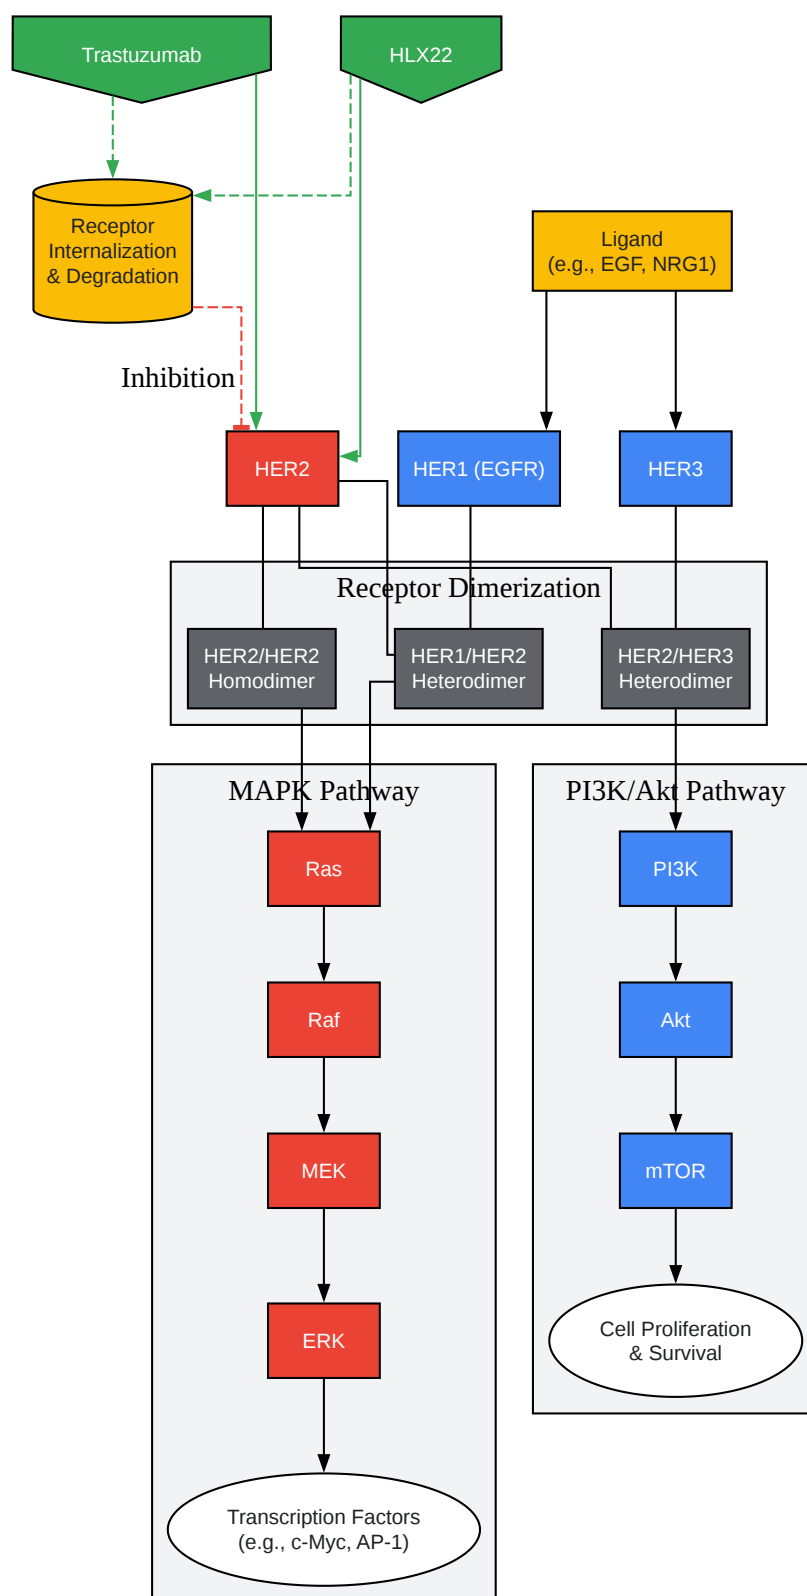 Trastuzumab
HLX22
Receptor
Internalization
& Degradation
Ligand
(e.g., EGF, NRG1)
Inhibition
HER2
HER1 (EGFR)
HER3
Receptor Dimerization
HER2/HER2
Homodimer
HER1/HER2
Heterodimer
HER2/HER3
Heterodimer
MAPK Pathway
PI3K/Akt Pathway
Ras
PI3K
Raf
Akt
MEK
mTOR
ERK
Cell Proliferation
& Survival
Transcription Factors
(e.g., c-Myc, AP-1)